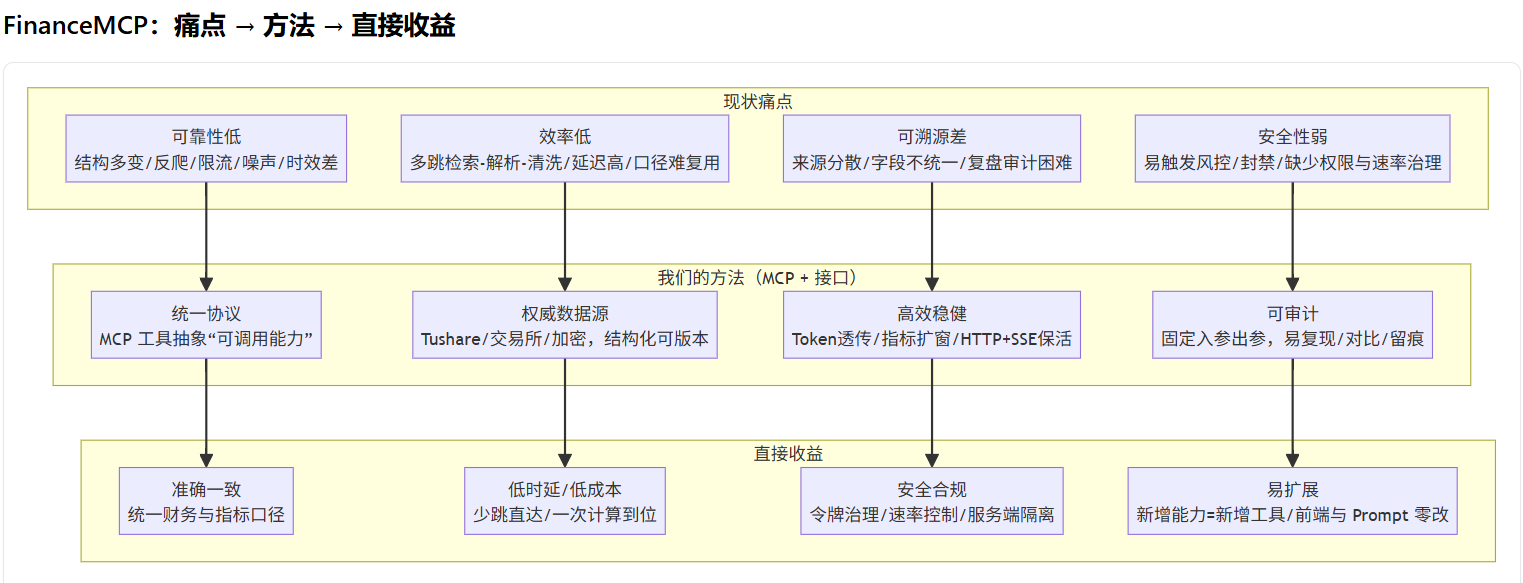 FinanceMCP：痛点 → 方法 → 直接收益
现状痛点
可靠性低
结构多变/反爬/限流/噪声/时效差
效率低
多跳检索-解析-清洗/延迟高/口径难复用
可溯源差
来源分散/字段不统一/复盘审计困难
安全性弱
易触发风控/封禁/缺少权限与速率治理
我们的方法（MCP + 接口）
统一协议
MCP 工具抽象“可调用能力”
权威数据源
Tushare/交易所/加密，结构化可版本
高效稳健
Token透传/指标扩窗/HTTP+SSE保活
可审计
固定入参出参，易复现/对比/留痕
直接收益
准确一致
统一财务与指标口径
低时延/低成本
少跳直达/一次计算到位
安全合规
令牌治理/速率控制/服务端隔离
易扩展
新增能力=新增工具/前端与 Prompt 零改